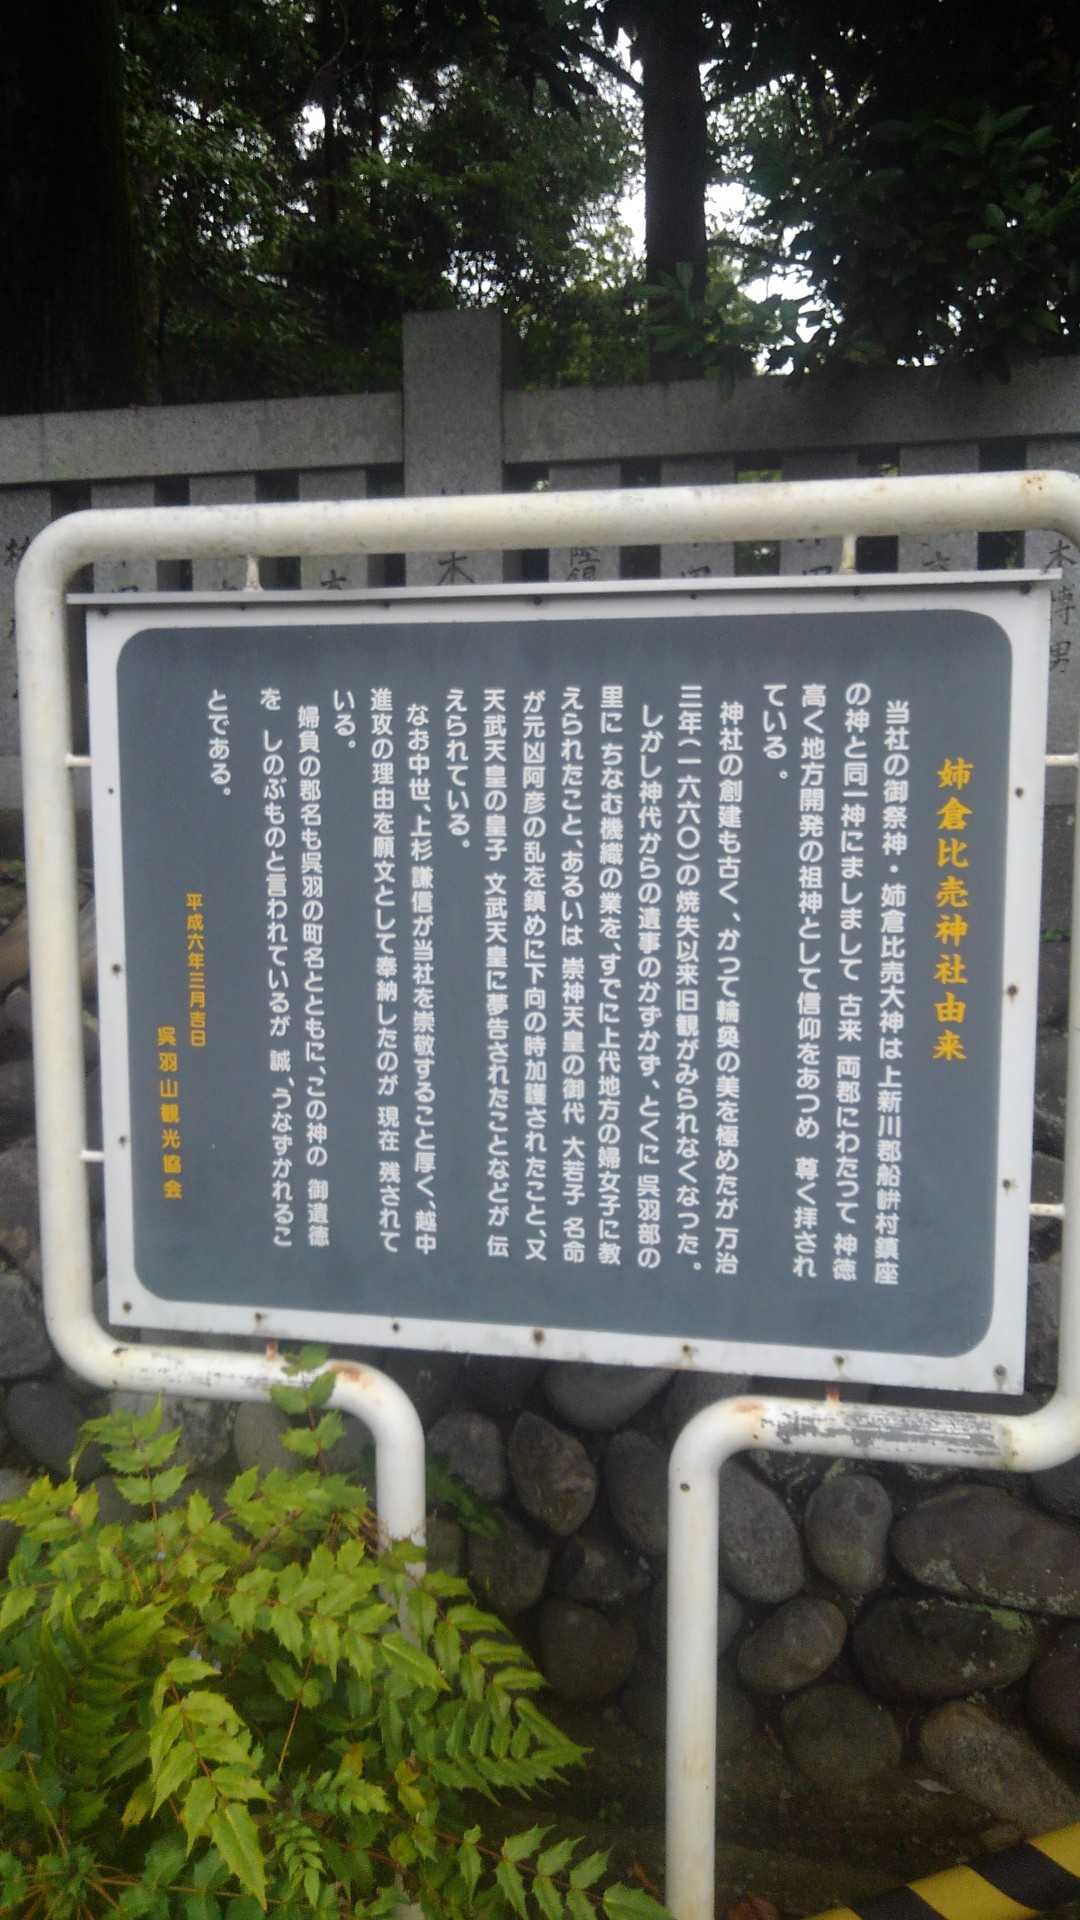 姉倉比売神社由来
当社の御祭神・姉倉比売大神は上新川郡船峅村鎮座
の神と同一神にましまして 古来 両郡にわたつて 神徳
高く地方開発の祖神として信仰をあつめ 尊く拝され
ている。
神社の創建も古く、かつて輪奐の美を極めたが 万治
三年(一六六〇)の焼失以来旧観がみられなくなった。
しかし神代からの遺事のかずかず、とくに 呉羽部の
里に ちなむ機織の業を、すでに上代地方の婦女子に教
えられたこと、あるいは 崇神天皇の御代 大若子 名命
が元凶阿彦の乱を鎮めに下向の時加護されたこと、又
天武天皇の皇子 文武天皇に夢告されたことなどが 伝
えられている。
なお中世、上杉 謙信が当社を崇敬すること厚く、越中
進攻の理由を願文として奉納したのが 現在 残されて
いる。
婦負の郡名も呉羽の町名とともに、この神の 御遺徳
を しのぶものと言われているが 誠、うなずかれるこ
とである。
平成六年三月吉日
呉羽山観光協会
木
木博男